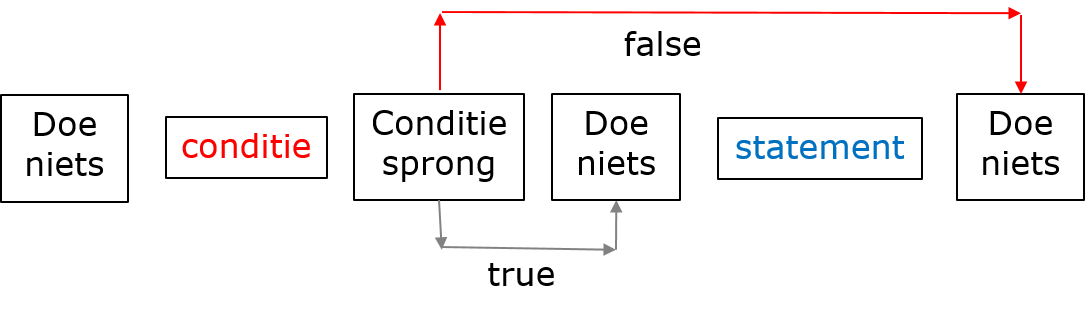 false
Doe
niets
conditie
Conditie
sprong
Doe
niets
statement
Doe
niets
true